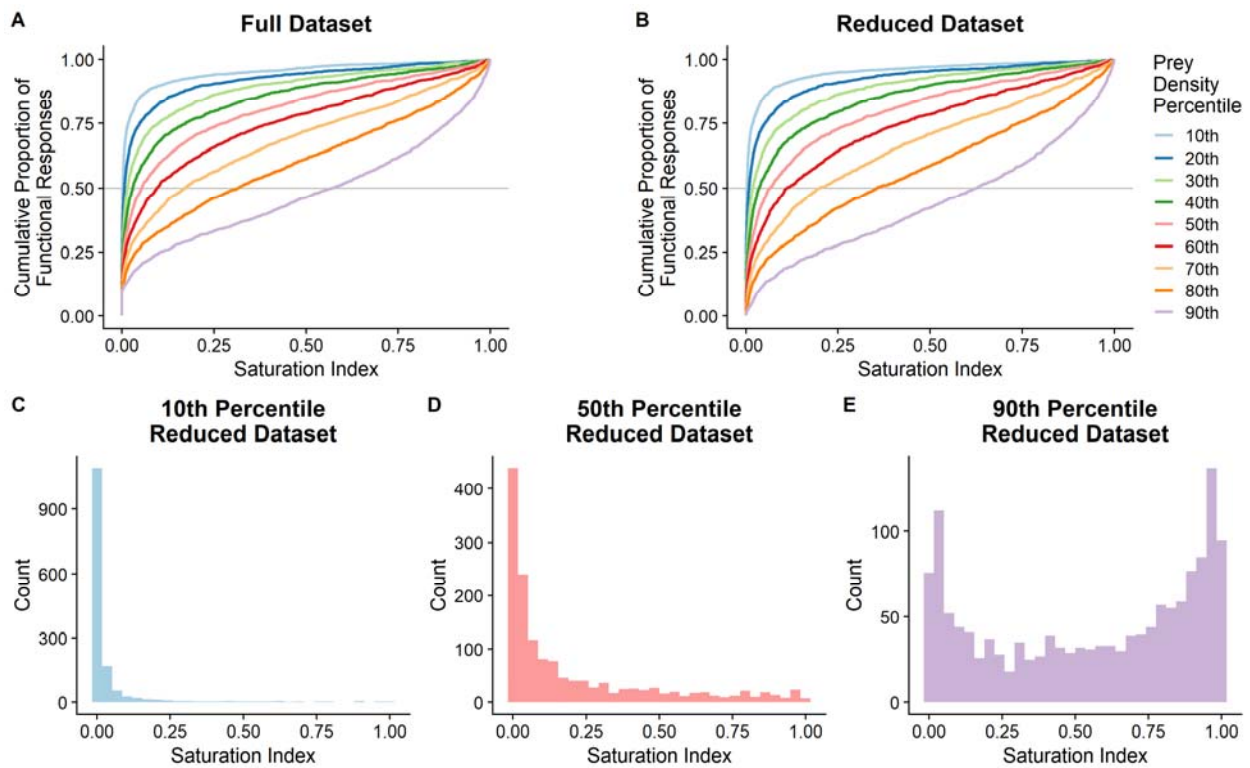 A
Full Dataset
Cumulative Proportion of
Functional Responses
1.00
0.75
0.50
0.25
0.00
0.00 0.25 0.50 0.75 1.00
Saturation Index
B
Reduced Dataset
Cumulative Proportion of
Functional Responses
1.00
0.75
0.50
0.25
0.00
0.00 0.25 0.50 0.75 1.00
Saturation Index
Prey
Density
Percentile
10th
20th
30th
40th
50th
60th
70th
80th
90th
C
10th Percentile
Reduced Dataset
Count
900
600
300
0
0.00 0.25 0.50 0.75 1.00
Saturation Index
D
50th Percentile
Reduced Dataset
Count
400
300
200
100
0
0.00 0.25 0.50 0.75 1.00
Saturation Index
E
90th Percentile
Reduced Dataset
Count
100
50
0
0.00 0.25 0.50 0.75 1.00
Saturation Index